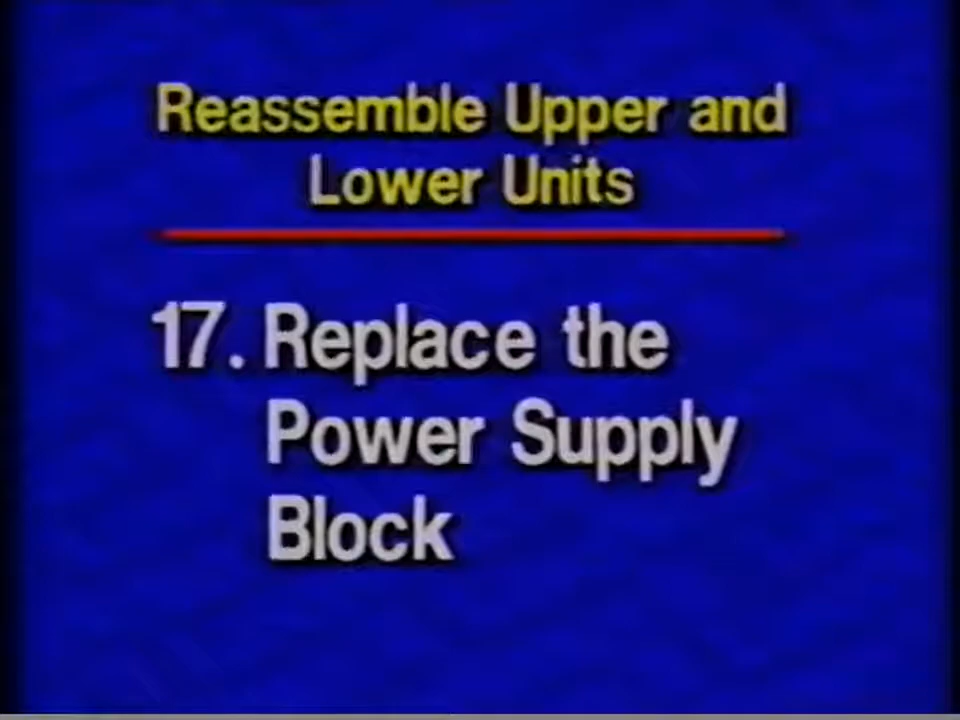 Reassemble Upper and
Lower Units
17. Replace the
Power Supply
Block